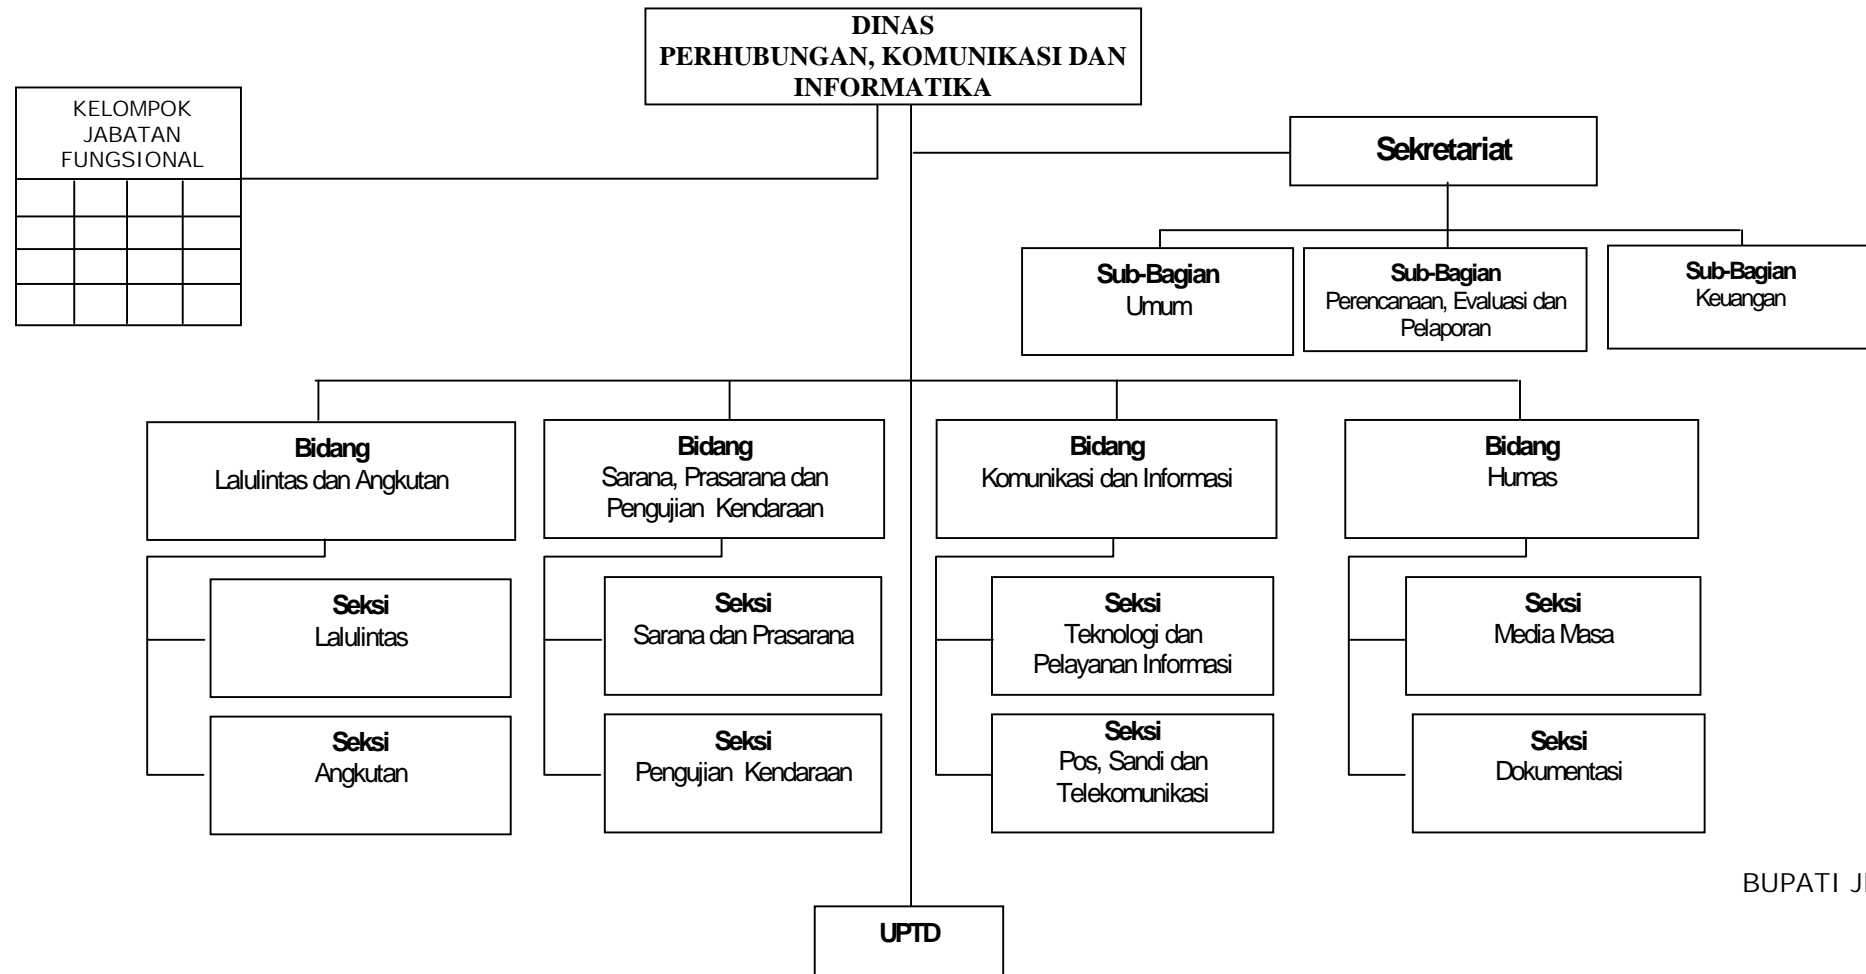 DINAS
PERHUBUNGAN, KOMUNIKASI DAN
INFORMATIKA
KELOMPOK
JABATAN
FUNGSIONAL
Sekretariat
Sub-Bagian
Umum
Sub-Bagian
Perencanaan, Evaluasi dan
Pelaporan
Sub-Bagian
Keuangan
Bidang
Lalulintas dan Angkutan
Bidang
Sarana, Prasarana dan
Pengujian Kendaraan
Bidang
Komunikasi dan Informasi
Bidang
Humas
Seksi
Lalulintas
Seksi
Sarana dan Prasarana
Seksi
Teknologi dan
Pelayanan Informasi
Seksi
Media Masa
Seksi
Angkutan
Seksi
Pengujian Kendaraan
Seksi
Pos, Sandi dan
Telekomunikasi
Seksi
Dokumentasi
BUPATI
UPTD